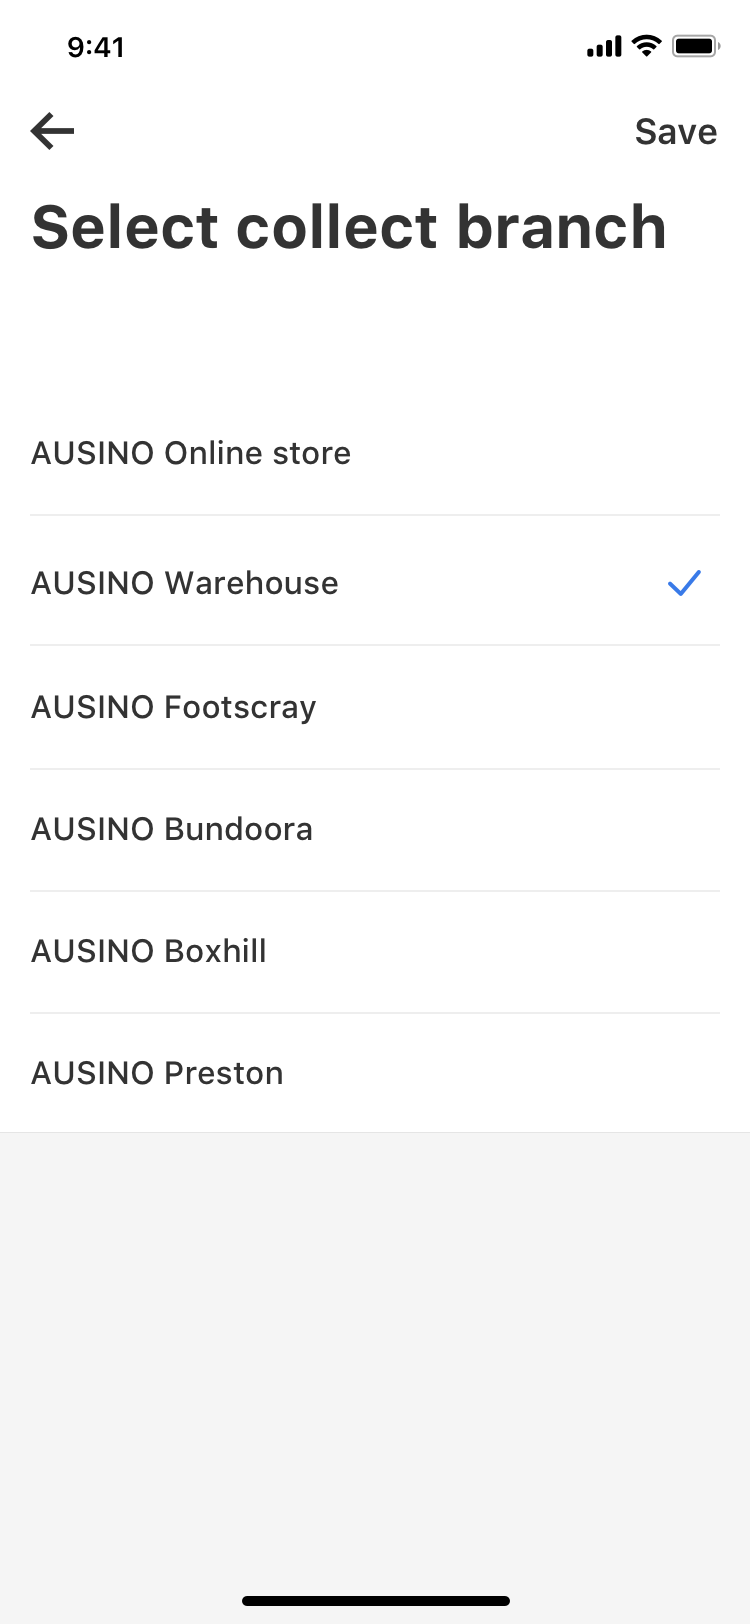 9:41
Save
Select collect branch
AUSINO Online store
AUSINO Warehouse
AUSINO Footscray
AUSINO Bundoora
AUSINO Boxhill
AUSINO Preston